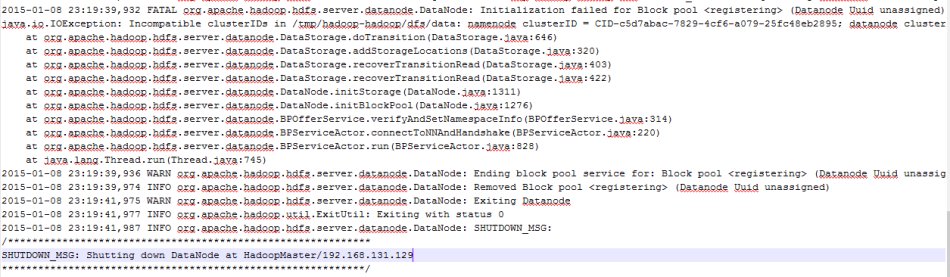 2015-01-08 23:19:39,932 FATAL org.apache.hadoop.hdfs.server.datanode.DataNode: Initialization failed for Block pool <registering> (Datanode Uuid unassigned)
java.io.IOException: Incompatible clusterIDs in /tmp/hadoop-hadoop/dfs/data: namenode clusterID = CID-c5d7abac-7829-4cf6-a079-25fc48eb2895; datanode cluster
at org.apache.hadoop.hdfs.server.datanode.DataStorage.doTransition(DataStorage.java:646)
at org.apache.hadoop.hdfs.server.datanode.DataStorage.addStorageLocations(DataStorage.java:320)
at org.apache.hadoop.hdfs.server.datanode.DataStorage.recoverTransitionRead(DataStorage.java:403)
at org.apache.hadoop.hdfs.server.datanode.DataStorage.recoverTransitionRead(DataStorage.java:422)
at org.apache.hadoop.hdfs.server.datanode.DataNode.initStorage(DataNode.java:1311)
at org.apache.hadoop.hdfs.server.datanode.DataNode.initBlockPool(DataNode.java:1276)
at org.apache.hadoop.hdfs.server.datanode.BPOfferService.verifyAndSetNamespaceInfo(BPOfferService.java:314)
at org.apache.hadoop.hdfs.server.datanode.BPServiceActor.connectToNNAndHandshake(BPServiceActor.java:220)
at org.apache.hadoop.hdfs.server.datanode.BPServiceActor.run(BPServiceActor.java:828)
at java.lang.Thread.run(Thread.java:745)
2015-01-08 23:19:39,936 WARN org.apache.hadoop.hdfs.server.datanode.DataNode: Ending block pool service for: Block pool <registering> (Datanode Uuid unassig
2015-01-08 23:19:39,974 INFO org.apache.hadoop.hdfs.server.datanode.DataNode: Removed Block pool <registering> (Datanode Uuid unassigned)
2015-01-08 23:19:41,975 WARN org.apache.hadoop.hdfs.server.datanode.DataNode: Exiting Datanode
2015-01-08 23:19:41,977 INFO org.apache.hadoop.util.ExitUtil: Exiting with status 0
2015-01-08 23:19:41,987 INFO org.apache.hadoop.hdfs.server.datanode.DataNode: SHUTDOWN_MSG:
/************************************************************
SHUTDOWN_MSG: Shutting down DataNode at HadoopMaster/192.168.131.129
************************************************************/